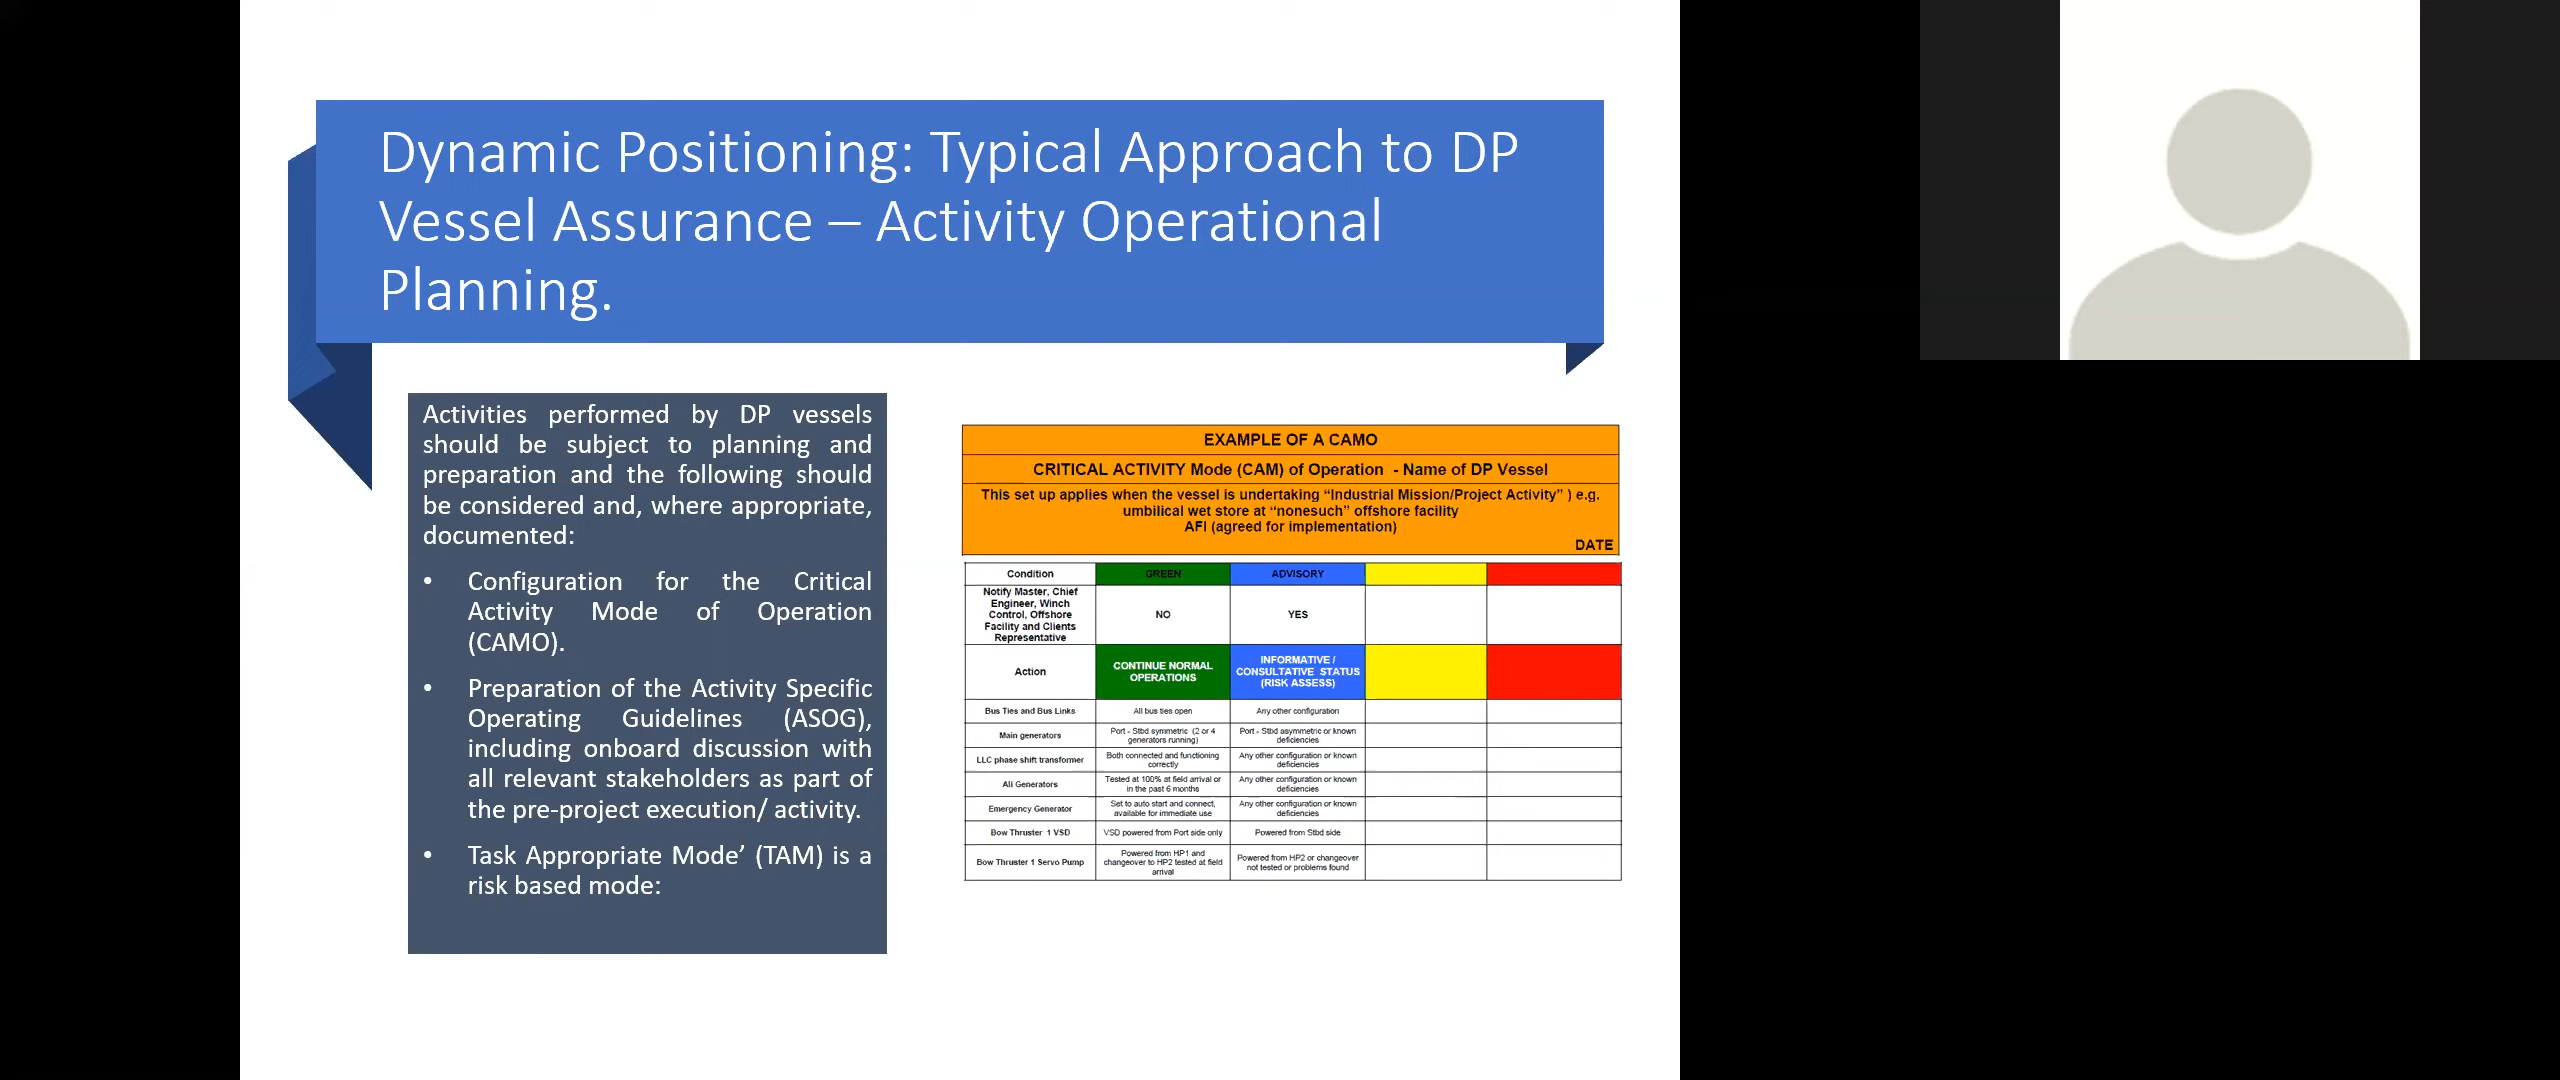 Dynamic Positioning: Typical Approach to DP
Vessel Assurance – Activity Operational
Planning.
Activities performed by DP vessels
should be subject to planning and
preparation and the following should
be considered and, where appropriate,
documented:
• Configuration for the Critical
Activity Mode of Operation
(CAMO).
• Preparation of the Activity Specific
Operating Guidelines (ASOG),
including onboard discussion with
all relevant stakeholders as part of
the pre-project execution/ activity.
• Task Appropriate Mode’ (TAM) is a
risk based mode:
EXAMPLE OF A CAMO
CRITICAL ACTIVITY Mode (CAM) of Operation - Name of DP Vessel
This set up applies when the vessel is undertaking “Industrial Mission/Project Activity” ) e.g.
umbilical wet store at “nonesuch” offshore facility
AFI (agreed for implementation)
DATE
Condition GREEN ADVISORY
Notify Master, Chief
Engineer, Winch
Control, Offshore
Facility and Clients
Representative
NO
YES
Action
CONTINUE NORMAL
OPERATIONS
INFORMATIVE /
CONSULTATIVE STATUS
(RISK ASSESS)
Bus Ties and Bus Links
All bus ties open
Any other configuration
Main generators
Port - Stbd symmetric (2 or 4
generators running)
Port - Stbd asymmetric or known
deficiencies
LLC phase shift transformer
Both connected and functioning
correctly
Any other configuration or known
deficiencies
All Generators
Tested at 100% at field arrival or
in the past 6 months
Any other configuration or known
deficiencies
Emergency Generator
Set to auto start and connect,
available for immediate use
Any other configuration or known
deficiencies
Bow Thruster 1 VSD
VSD powered from Port side only
Powered from Stbd side
Bow Thruster 1 Servo Pump
Powered from HP1 and
changeover to HP2 tested at field
arrival
Powered from HP2 or changeover
not tested or problems found